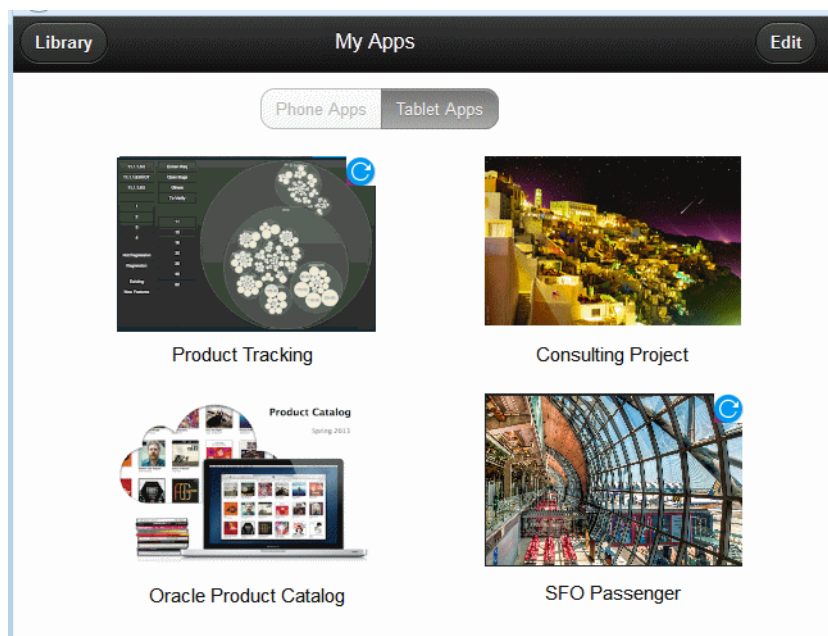 Library
My Apps
Edit
Phone Apps
Tablet Apps
Product Tracking
Consulting Project
Product Catalog
Spring 2013
Oracle Product Catalog
SFO Passenger